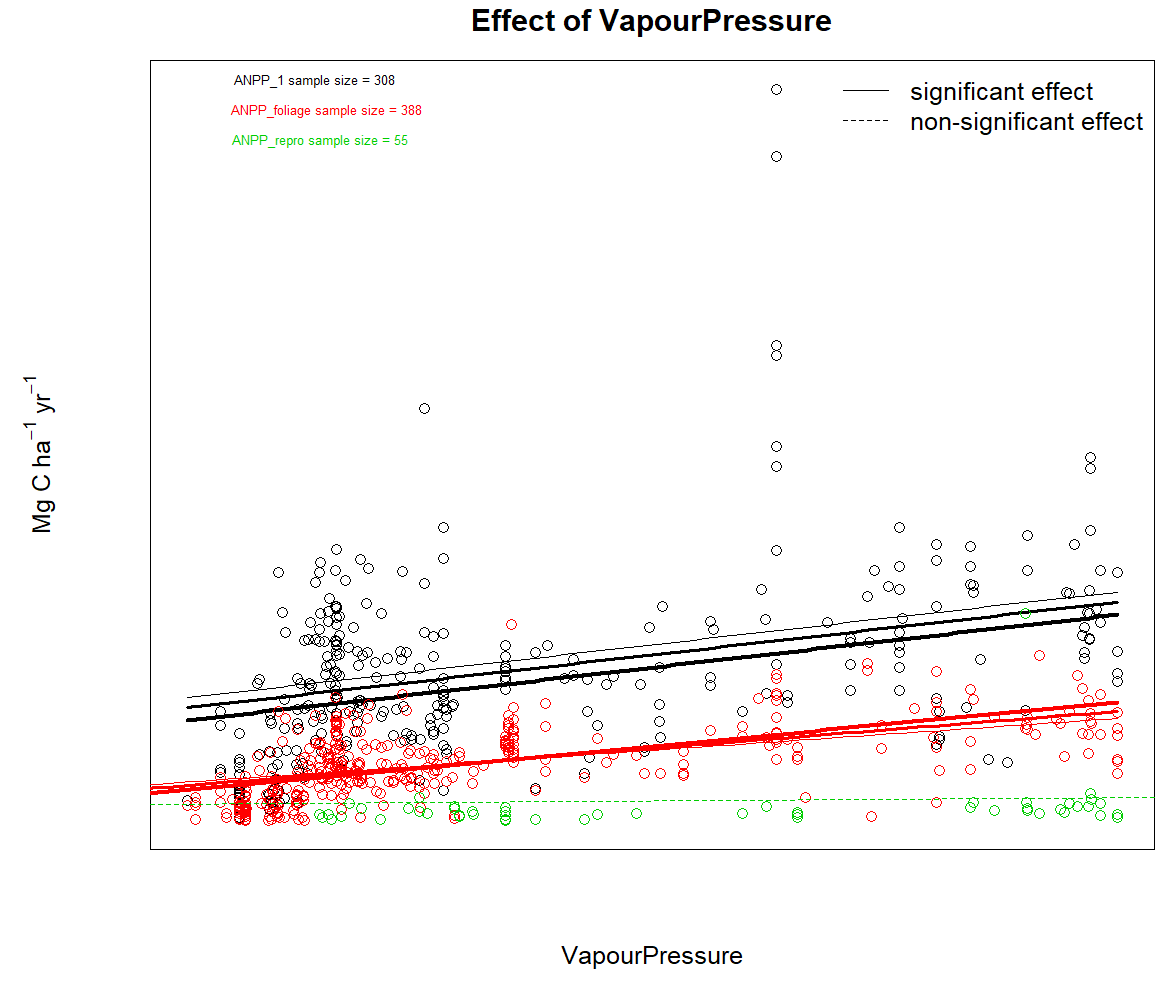 Effect of VapourPressure
ANPP_1 sample size = 308
ANPP_foliage sample size = 388
ANPP_repro sample size = 55
significant effect
non-significant effect
Mg C ha⁻¹ yr⁻¹
VapourPressure